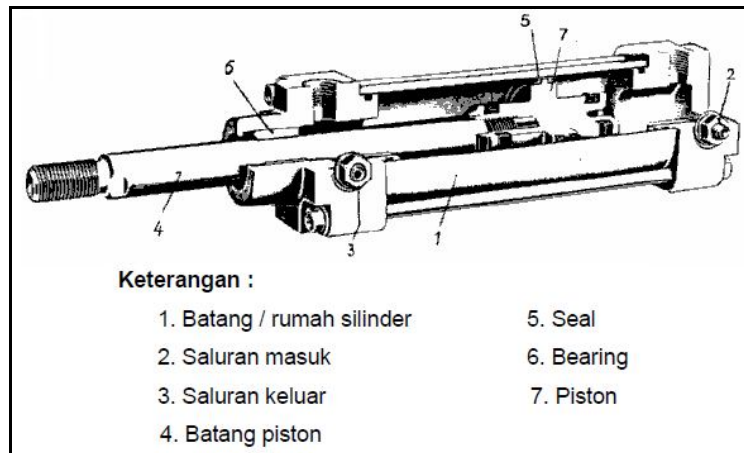 5
7
6
2
4
3
1
Keterangan :
1. Batang / rumah silinder
5. Seal
2. Saluran masuk
6. Bearing
3. Saluran keluar
7. Piston
4. Batang piston